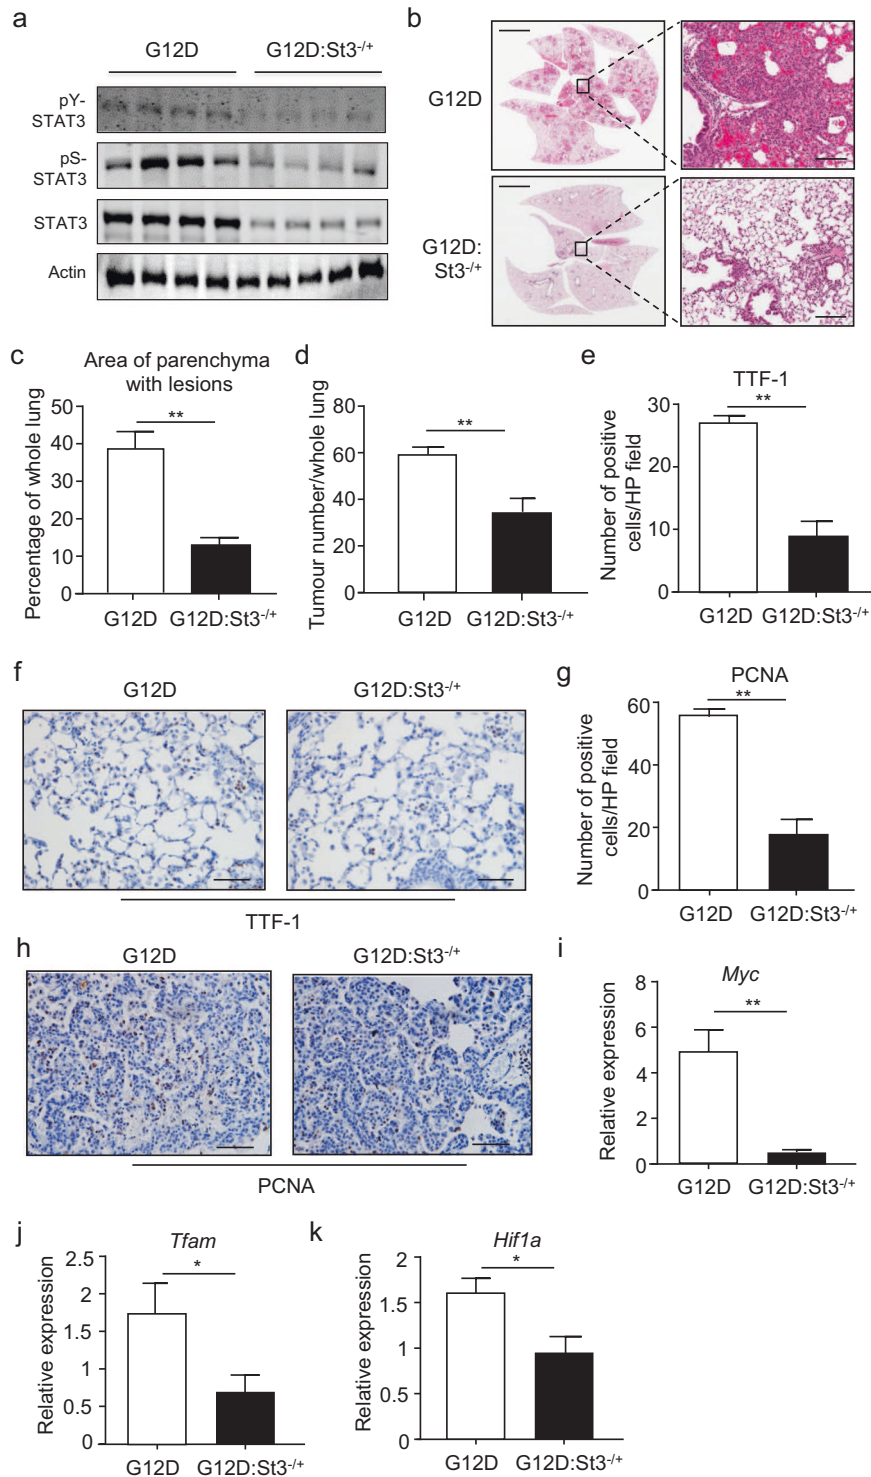 a
G12D
G12D:St3-/+
pY-
STAT3
pS-
STAT3
STAT3
Actin
b
G12D
G12D:
St3-/+
c
Area of parenchyma
with lesions
Percentage of whole lung
50
40
30
20
10
0
**
G12D
G12D:St3-/+
d
Tumour number/whole lung
80
60
40
20
0
**
G12D
G12D:St3-/+
e
TTF-1
Number of positive
cells/HP field
30
20
10
0
**
G12D
G12D:St3-/+
f
G12D
G12D:St3-/+
TTF-1
g
PCNA
Number of positive
cells/HP field
60
40
20
0
**
G12D
G12D:St3-/+
h
G12D
G12D:St3-/+
PCNA
i
Myc
Relative expression
8
6
4
2
0
**
G12D
G12D:St3-/+
j
Tfam
Relative expression
2.5
2
1.5
1
0.5
0
*
G12D
G12D:St3-/+
k
Hif1a
Relative expression
2
1.5
1
0.5
0
*
G12D
G12D:St3-/+